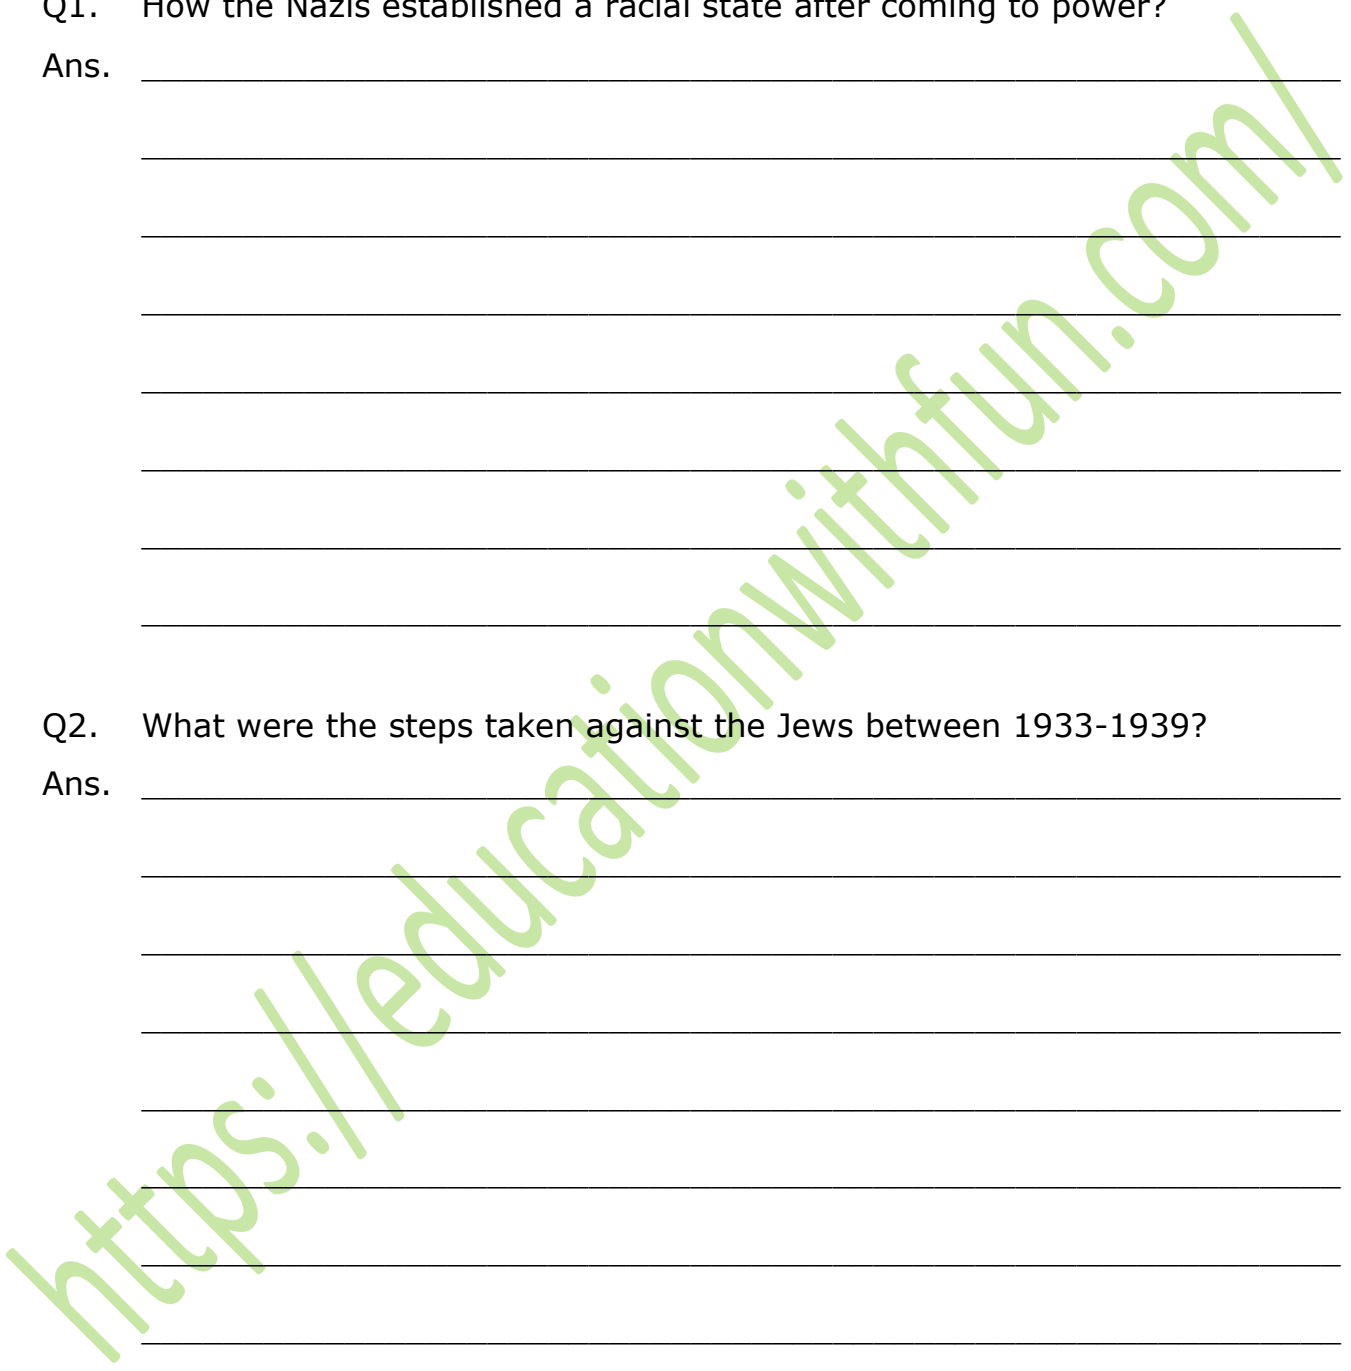 Q1. How the Nazis established a racial state after coming to power?
Ans. 
Q2. What were the steps taken against the Jews between 1933-1939?
Ans. 
https://educationwithfun.com/